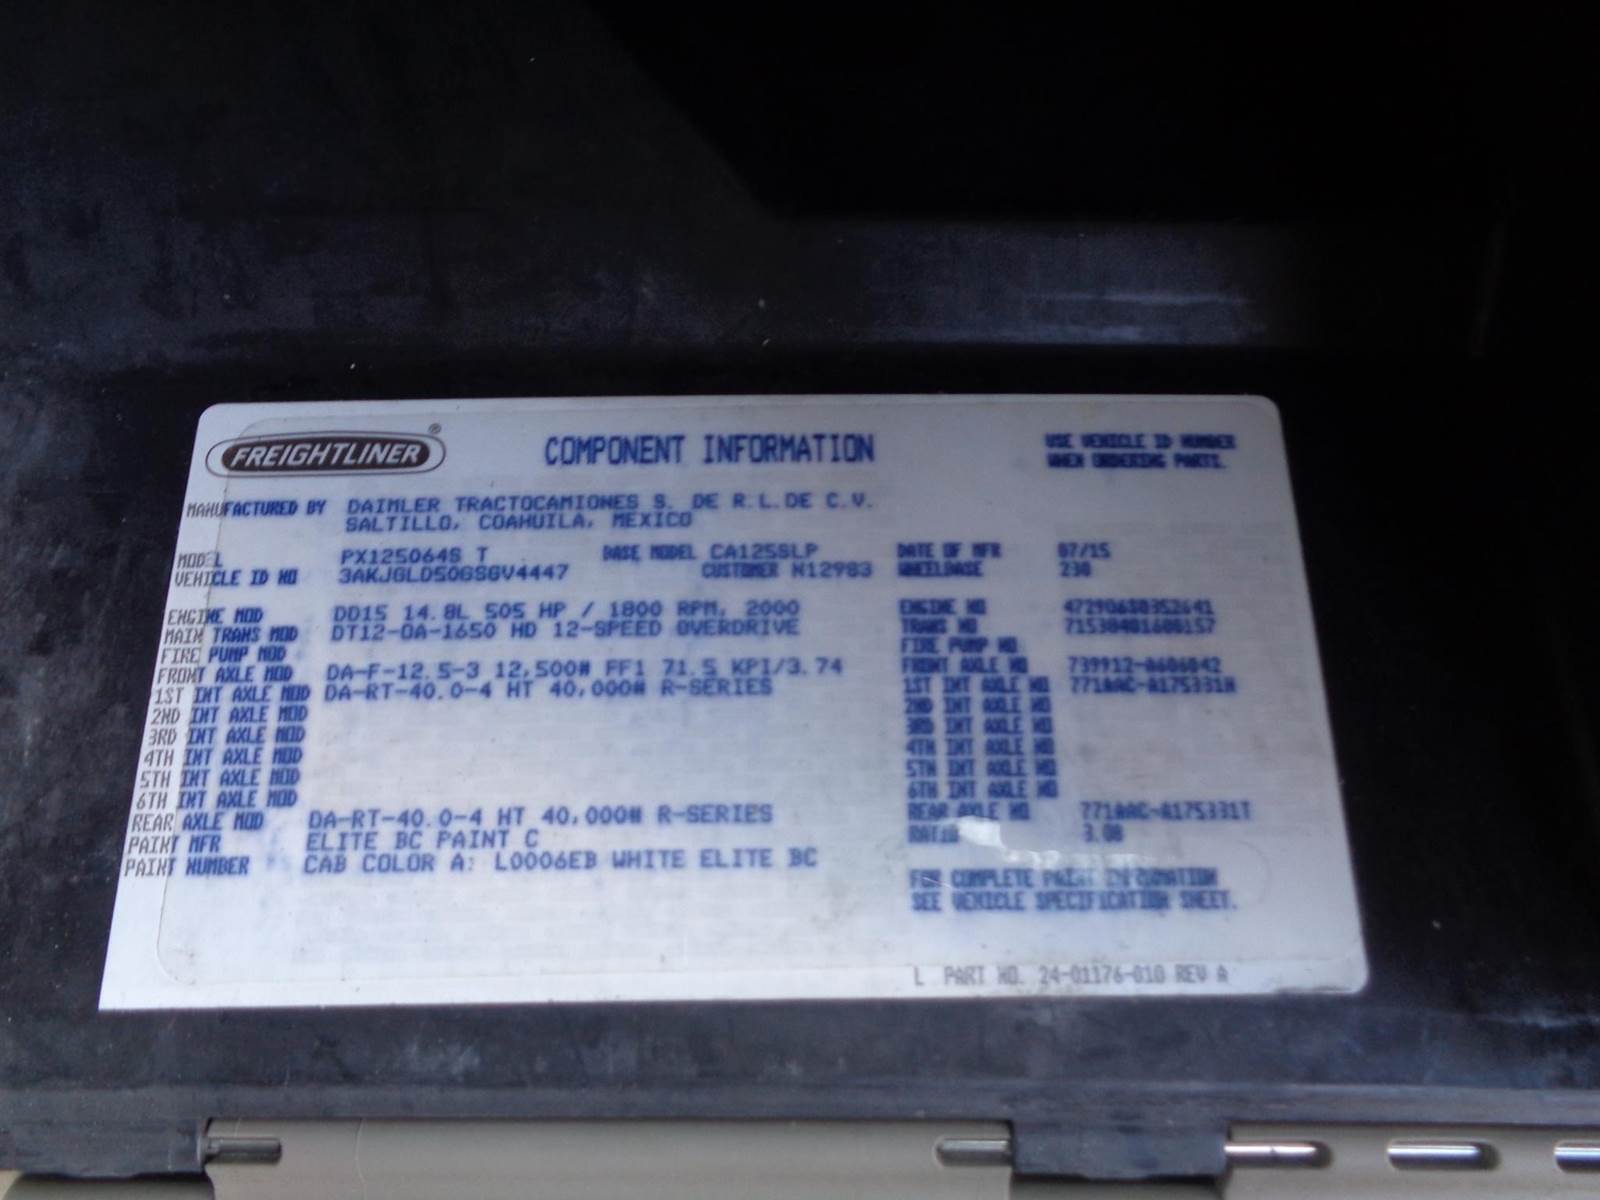 FREIGHTLINER®
COMPONENT INFORMATION
USE VEHICLE ID NUMBER
WHEN ORDERING PARTS.
MANUFACTURED BY DAIMLER TRACTOCAMIONES S. DE R.L.DE C.V.
SALTILLO, COAHUILA, MEXICO
MODEL PX125064S T BASE MODEL CA125SLP DATE OF MFR 07/15
VEHICLE ID NO 3AKJGLD50GSGV4447 CUSTOMER N12983 WHEELBASE 230
ENGINE MOD DD15 14.8L 505 HP / 1800 RPM, 2000 ENGINE NO 472906S0352641
MAIN TRANS MOD DT12-OA-1650 HD 12-SPEED OVERDRIVE TRANS NO
FIRE PUMP MOD FIRE PUMP NO
FRONT AXLE MOD DA-F-12.5-3 12,500# FF1 71.5 KPI/3.74 FRONT AXLE NO
1ST INT AXLE MOD DA-RT-40.0-4 HT 40,000# R-SERIES 1ST INT AXLE NO 771AAC-A175331N
2ND INT AXLE MOD 2ND INT AXLE NO
3RD INT AXLE MOD 3RD INT AXLE NO
4TH INT AXLE MOD 4TH INT AXLE NO
5TH INT AXLE MOD 5TH INT AXLE NO
6TH INT AXLE MOD 6TH INT AXLE NO
REAR AXLE MOD DA-RT-40.0-4 HT 40,000# R-SERIES REAR AXLE NO 771AAC-A175331T
PAINT MFR ELITE BC PAINT C RATIO 3.08
PAINT NUMBER CAB COLOR A: L0006EB WHITE ELITE BC
FOR COMPLETE PAINT INFORMATION
SEE VEHICLE SPECIFICATION SHEET.
L PART NO. 24-01176-010 REV A